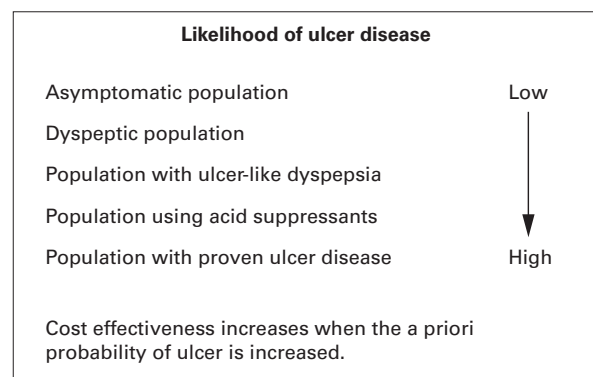 Likelihood of ulcer disease
Asymptomatic population Low
Dyspeptic population
Population with ulcer-like dyspepsia
Population using acid suppressants
Population with proven ulcer disease High
Cost effectiveness increases when the a priori
probability of ulcer is increased.